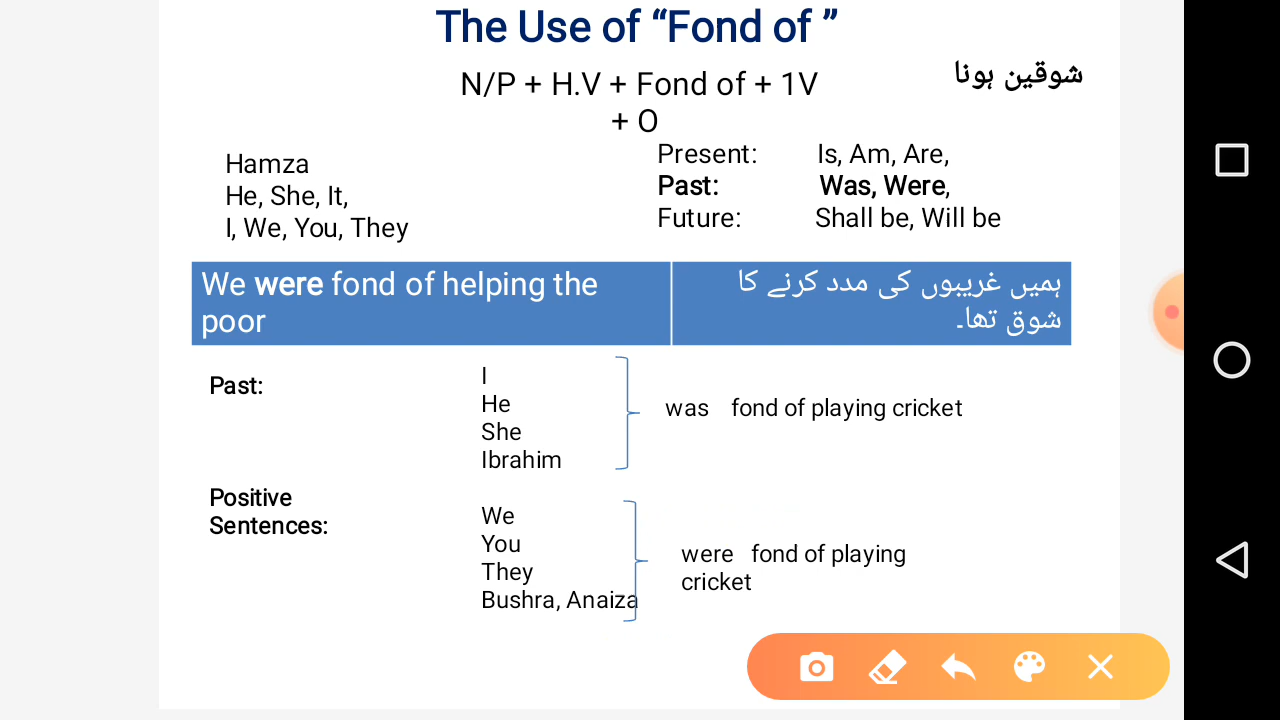 The Use of “Fond of ”
شوقین ہونا
N/P + H.V + Fond of + 1V
+ O
Hamza
He, She, It,
I, We, You, They
Present: Is, Am, Are,
Past: Was, Were,
Future: Shall be, Will be
We were fond of helping the
poor
ہمیں غریبوں کی مدد کرنے کا
شوق تھا۔
Past:
I
He
She
Ibrahim
was fond of playing cricket
Positive
Sentences:
We
You
They
Bushra, Anaiza
were fond of playing
cricket